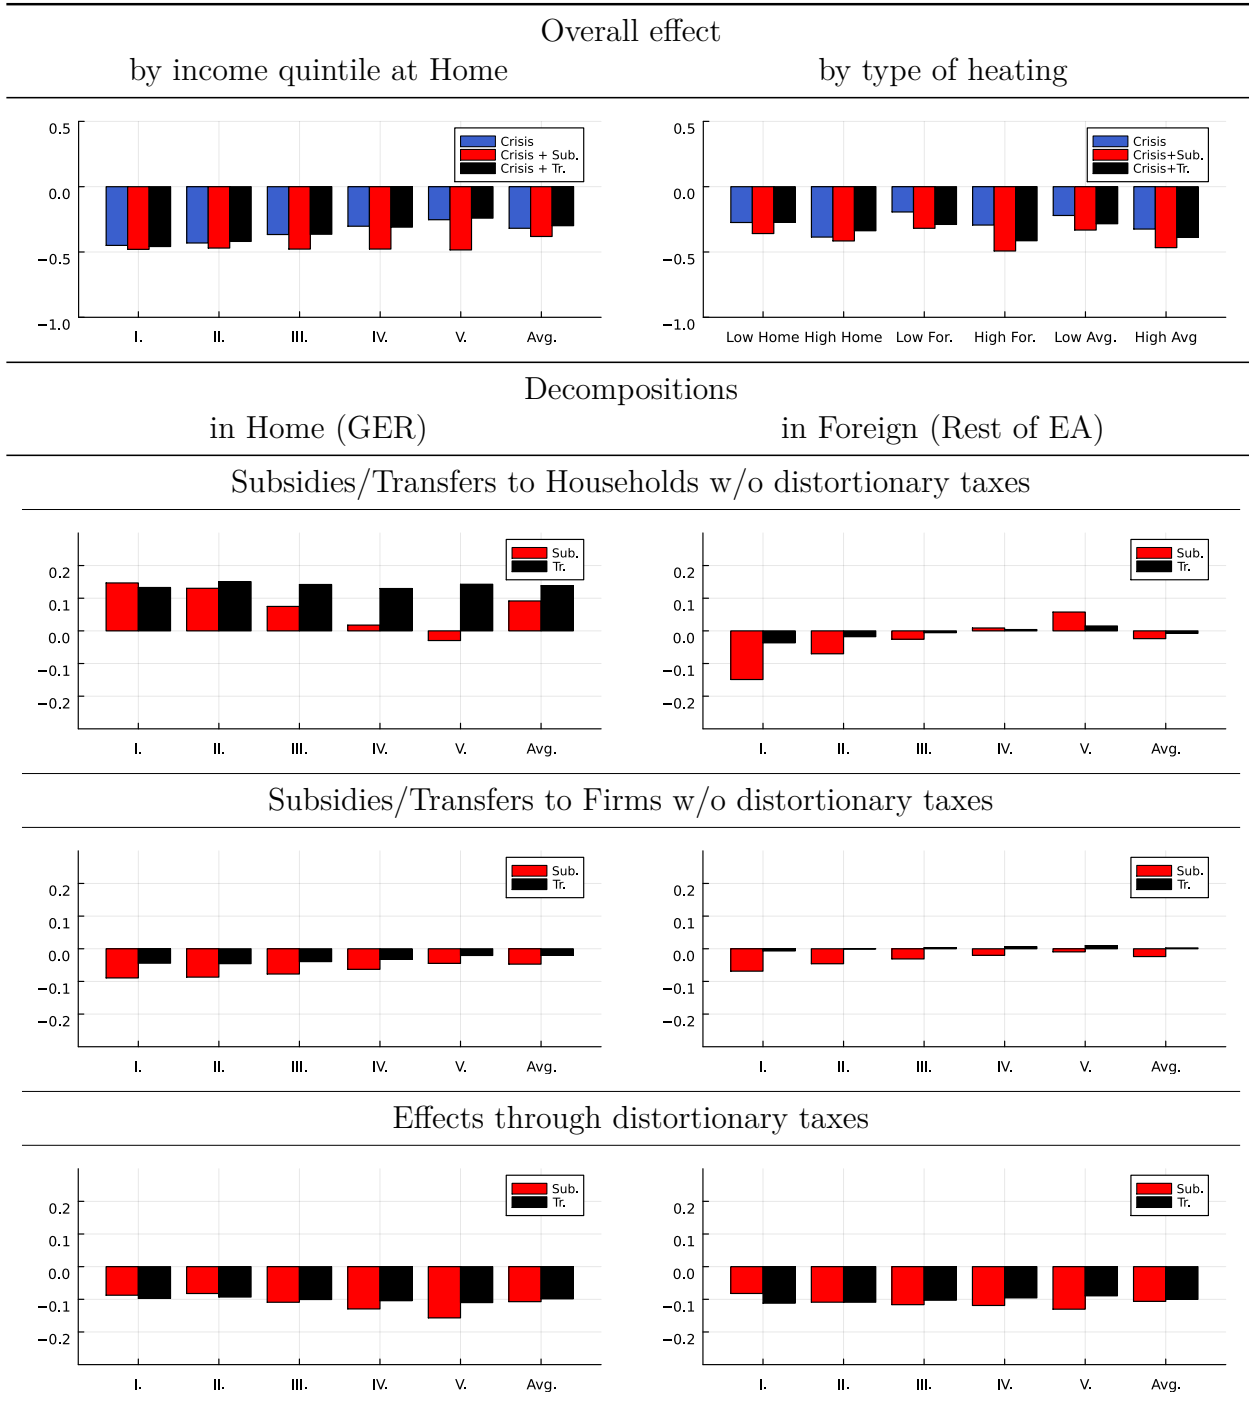 Overall effect
by income quintile at Home
by type of heating
0.5
0.0
−0.5
−1.0
Crisis
Crisis + Sub.
Crisis + Tr.
I. II. III. IV. V. Avg.
0.5
0.0
−0.5
−1.0
Crisis
Crisis+Sub.
Crisis+Tr.
Low Home High Home Low For. High For. Low Avg. High Avg
Decompositions
in Home (GER)
in Foreign (Rest of EA)
Subsidies/Transfers to Households w/o distortionary taxes
0.2
0.1
0.0
−0.1
−0.2
Sub.
Tr.
I. II. III. IV. V. Avg.
0.2
0.1
0.0
−0.1
−0.2
Sub.
Tr.
I. II. III. IV. V. Avg.
Subsidies/Transfers to Firms w/o distortionary taxes
0.2
0.1
0.0
−0.1
−0.2
Sub.
Tr.
I. II. III. IV. V. Avg.
0.2
0.1
0.0
−0.1
−0.2
Sub.
Tr.
I. II. III. IV. V. Avg.
Effects through distortionary taxes
0.2
0.1
0.0
−0.1
−0.2
Sub.
Tr.
I. II. III. IV. V. Avg.
0.2
0.1
0.0
−0.1
−0.2
Sub.
Tr.
I. II. III. IV. V. Avg.